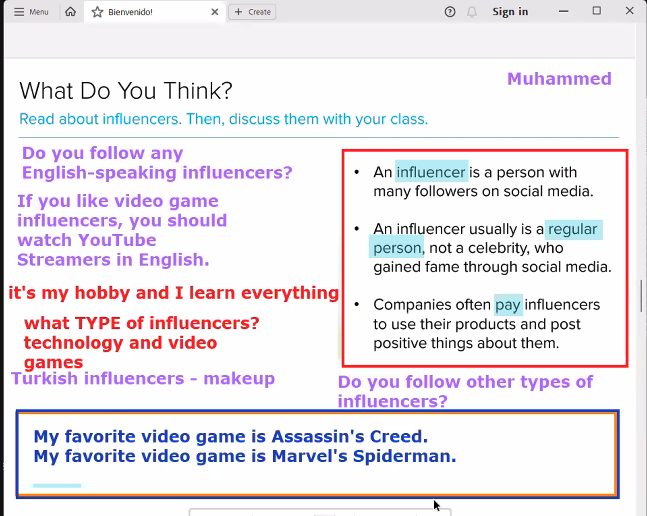 Menu
Bienvenido!
+ Create
Sign in
Muhammed
What Do You Think?
Read about influencers. Then, discuss them with your class.
Do you follow any
English-speaking influencers?
If you like video game
influencers, you should
watch YouTube
Streamers in English.
it's my hobby and I learn everything
what TYPE of influencers?
technology and video
games
Turkish influencers - makeup
• An influencer is a person with
many followers on social media.
• An influencer usually is a regular
person, not a celebrity, who
gained fame through social media.
• Companies often pay influencers
to use their products and post
positive things about them.
Do you follow other types of
influencers?
My favorite video game is Assassin's Creed.
My favorite video game is Marvel's Spiderman.